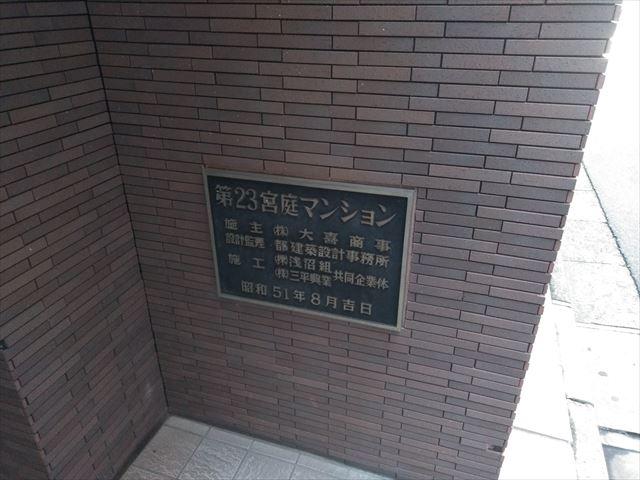 第23宮庭マンション
施主 ㈱大喜商事
設計監理 都建築設計事務所
施工 ㈱浅沼組 ㈱三平興業 共同企業体
昭和51年8月吉日